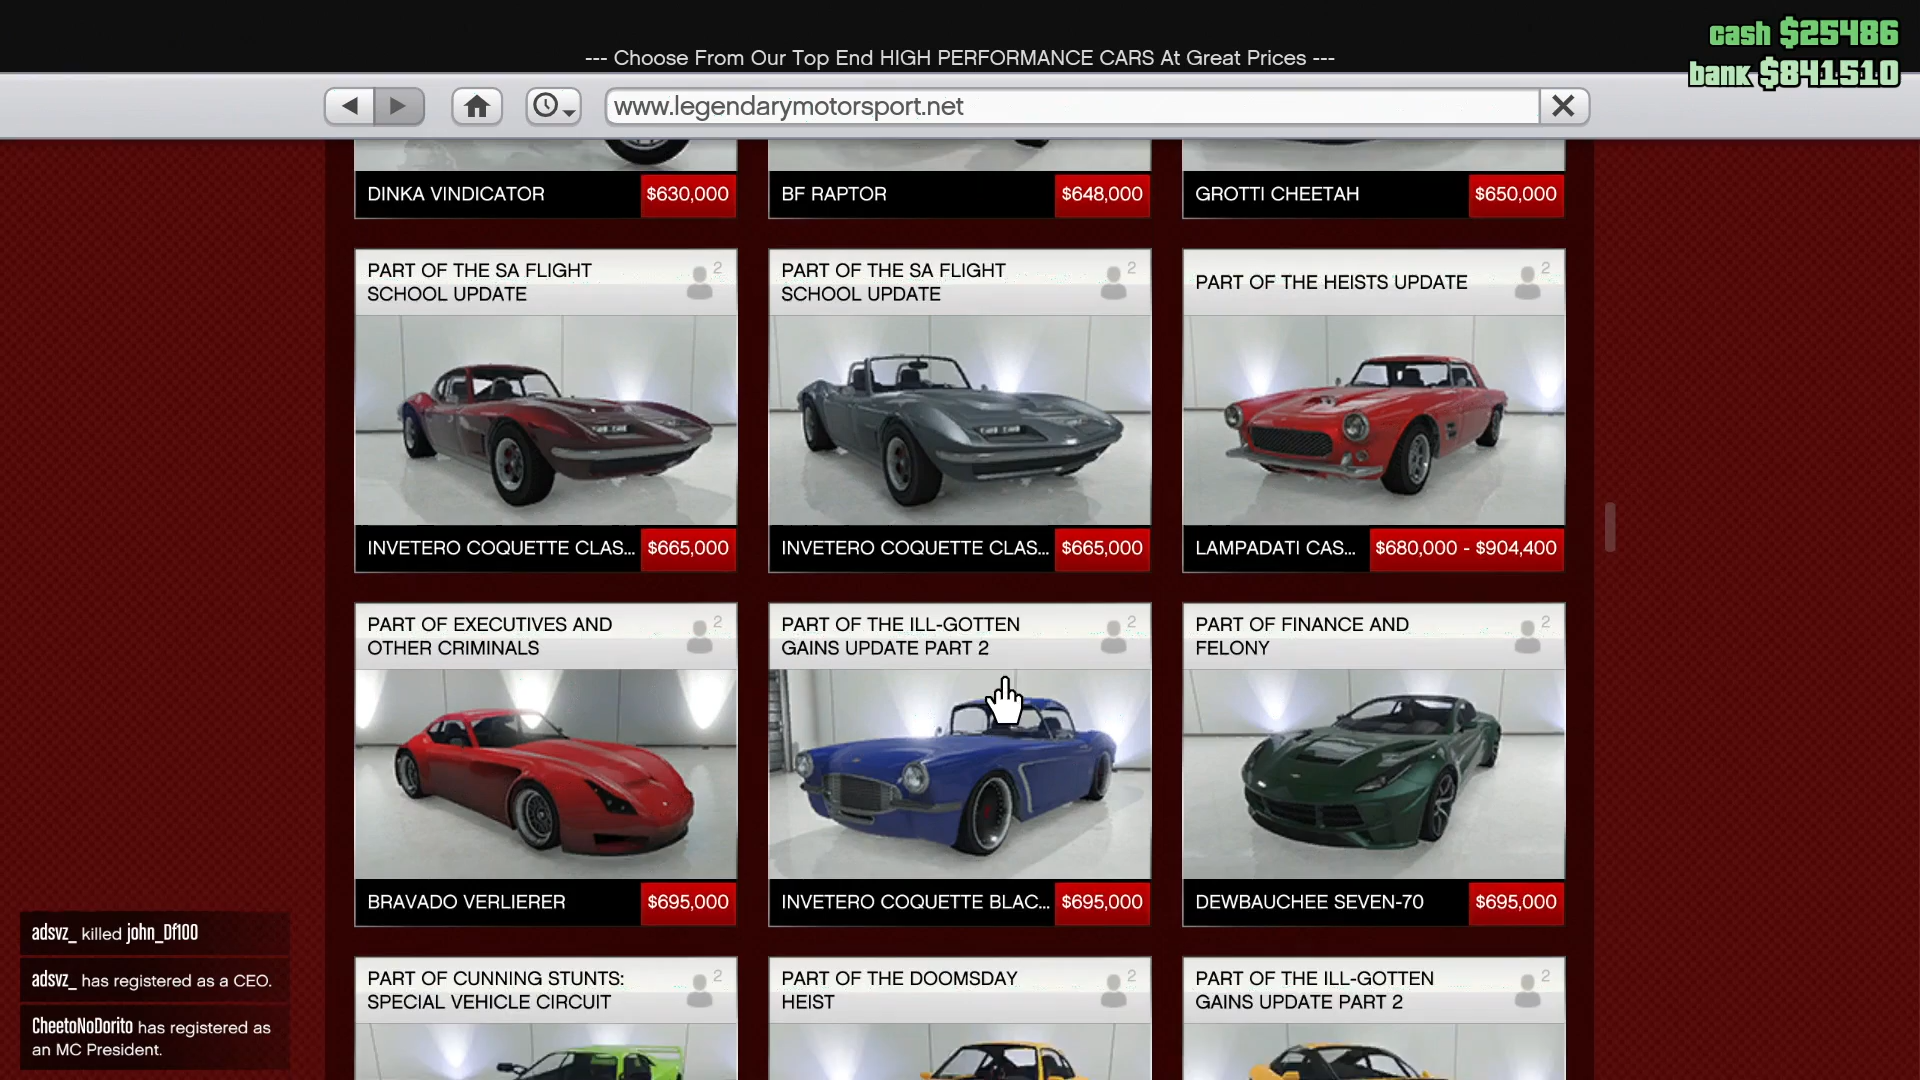 cash $25486
--- Choose From Our Top End HIGH PERFORMANCE CARS At Great Prices ---
bank $841510
www.legendarymotorsport.net
DINKA VINDICATOR $630,000
BF RAPTOR $648,000
GROTTI CHEETAH $650,000
PART OF THE SA FLIGHT
SCHOOL UPDATE
2
PART OF THE SA FLIGHT
SCHOOL UPDATE
2
PART OF THE HEISTS UPDATE
2
INVETERO COQUETTE CLAS... $665,000
INVETERO COQUETTE CLAS... $665,000
LAMPADATI CAS... $680,000 - $904,400
PART OF EXECUTIVES AND
OTHER CRIMINALS
2
PART OF THE ILL-GOTTEN
GAINS UPDATE PART 2
2
PART OF FINANCE AND
FELONY
2
BRAVADO VERLIERER $695,000
INVETERO COQUETTE BLAC... $695,000
DEWBAUCHEE SEVEN-70 $695,000
PART OF CUNNING STUNTS:
SPECIAL VEHICLE CIRCUIT
2
PART OF THE DOOMSDAY
HEIST
2
PART OF THE ILL-GOTTEN
GAINS UPDATE PART 2
2
adsvz_ killed john_Df100
adsvz_ has registered as a CEO.
CheetoNoDorito has registered as
an MC President.